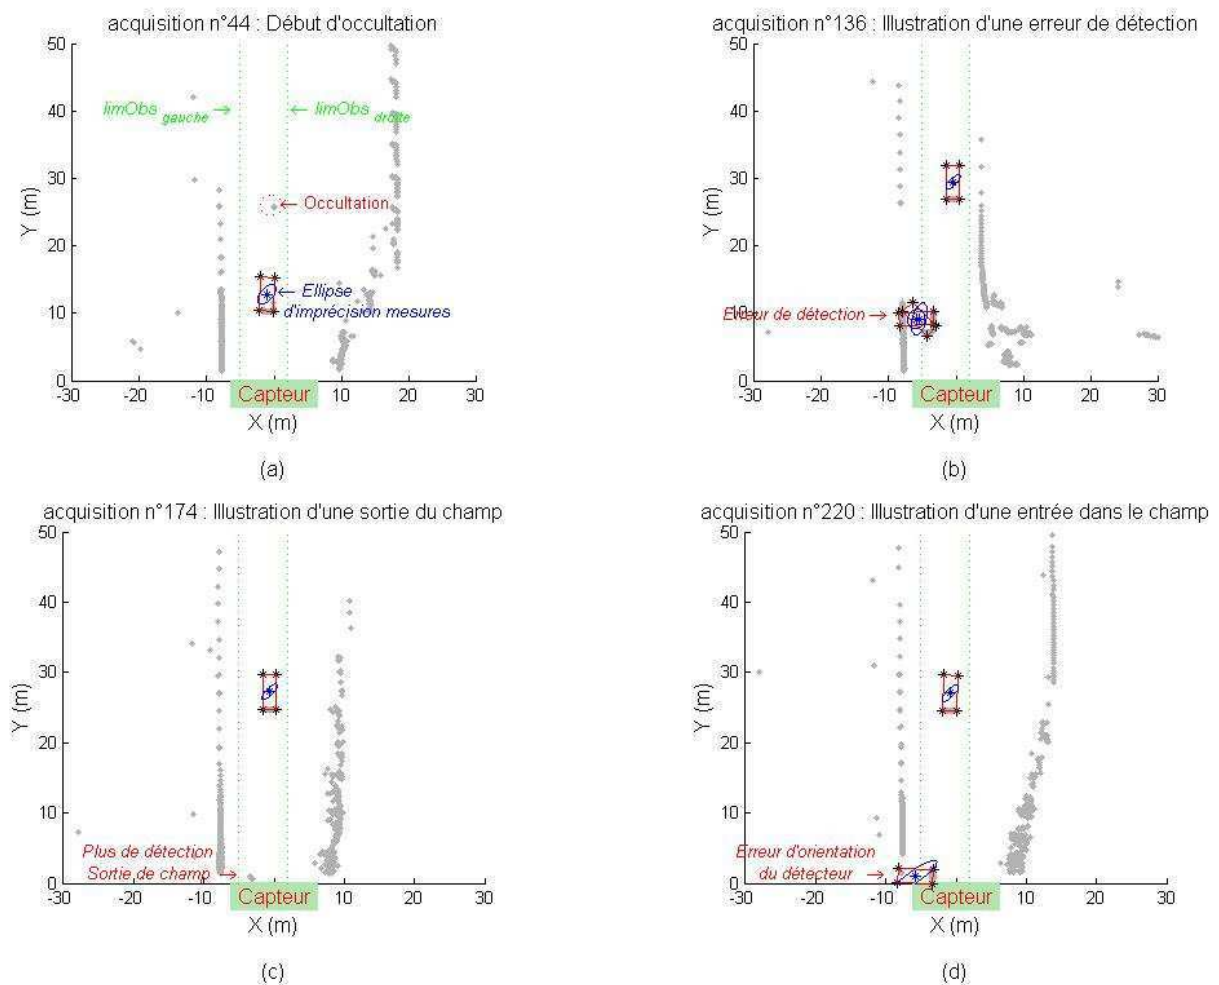 acquisition n°44 : Début d'occultation
50
40
30
20
10
0
Y (m)
limObs gauche
limObs droite
Occultation
Ellipse
d'imprécision mesures
-30
-20
-10
Capteur
10
20
30
X (m)
(a)
acquisition n°136 : Illustration d'une erreur de détection
50
40
30
20
10
0
Y (m)
Erreur de détection
-30
-20
-10
Capteur
10
20
30
X (m)
(b)
acquisition n°174 : Illustration d'une sortie du champ
50
40
30
20
10
0
Y (m)
Plus de détection
Sortie de champ
-30
-20
-10
Capteur
10
20
30
X (m)
(c)
acquisition n°220 : Illustration d'une entrée dans le champ
50
40
30
20
10
0
Y (m)
Erreur d'orientation
du détecteur
-30
-20
-10
Capteur
10
20
30
X (m)
(d)